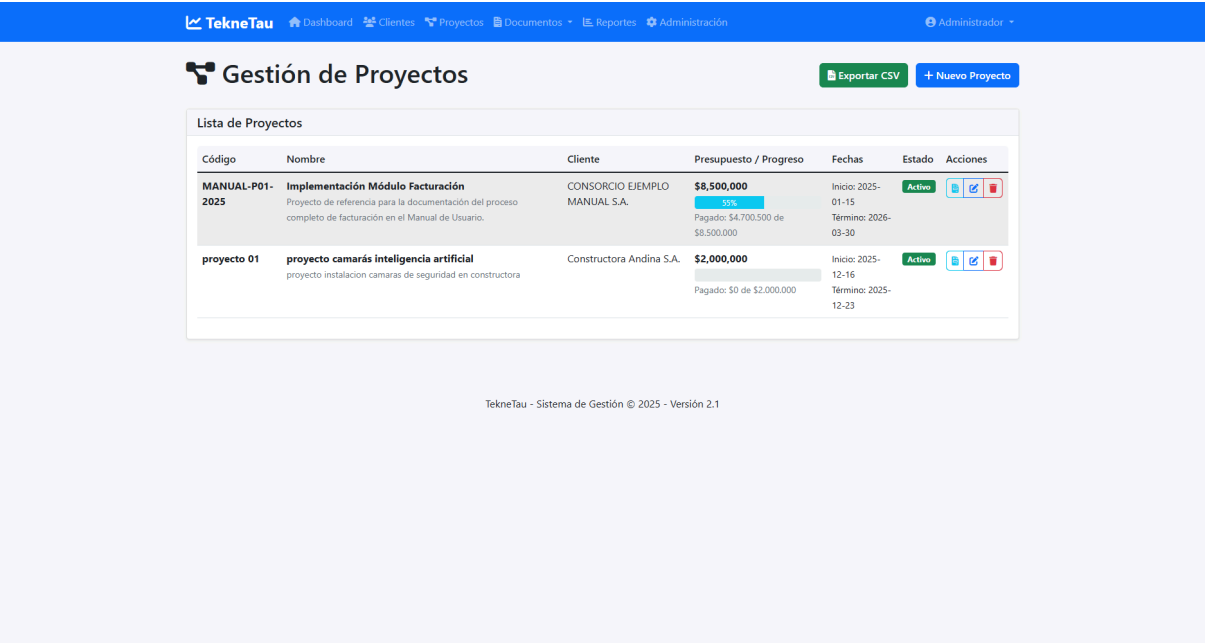 TekneTau Dashboard Clientes Proyectos Documentos Reportes Administración Administrador
Gestión de Proyectos
Exportar CSV + Nuevo Proyecto
Lista de Proyectos
Código Nombre Cliente Presupuesto / Progreso Fechas Estado Acciones
MANUAL-P01-
2025
Implementación Módulo Facturación
Proyecto de referencia para la documentación del proceso
completo de facturación en el Manual de Usuario.
CONSORCIO EJEMPLO
MANUAL S.A.
$8,500,000
55%
Pagado: $4.700.500 de
$8.500.000
Inicio: 2025-
01-15
Término: 2026-
03-30
Activo
proyecto 01
proyecto camarás inteligencia artificial
proyecto instalacion camaras de seguridad en constructora
Constructora Andina S.A.
$2,000,000
Pagado: $0 de $2.000.000
Inicio: 2025-
12-16
Término: 2025-
12-23
Activo
TekneTau - Sistema de Gestión © 2025 - Versión 2.1